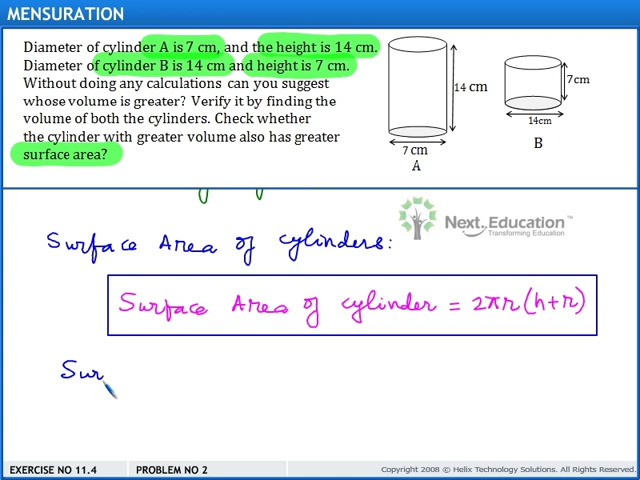 MENSURATION
Diameter of cylinder A is 7 cm, and the height is 14 cm.
Diameter of cylinder B is 14 cm and height is 7 cm.
Without doing any calculations can you suggest
whose volume is greater? Verify it by finding the
volume of both the cylinders. Check whether
the cylinder with greater volume also has greater
surface area?
14 cm
7 cm
A
7cm
14cm
B
Next Education™
Transforming Education
Surface Area of cylinders:
Surface Area of cylinder = 2πr(h+r)
Sur
EXERCISE NO 11.4
PROBLEM NO 2
Copyright 2008 © Helix Technology Solutions. All Rights Reserved.